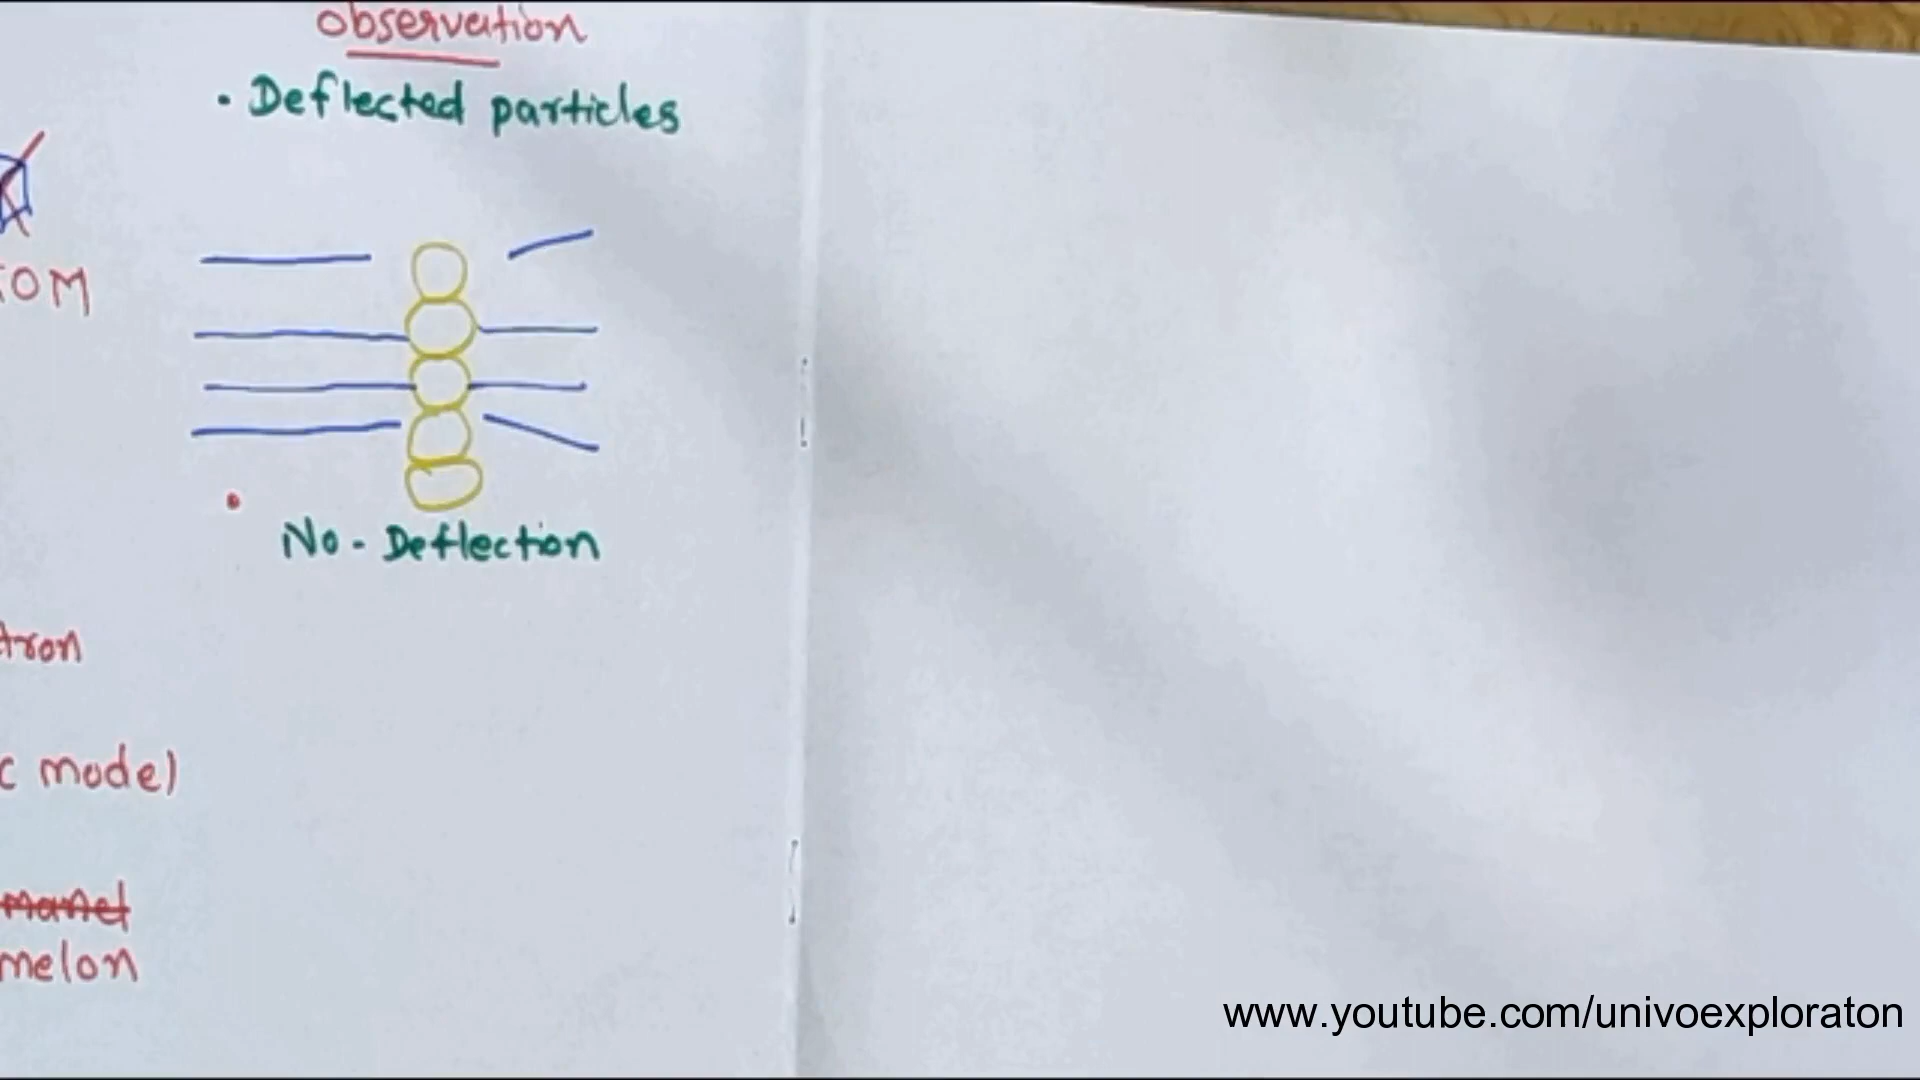 observation
• Deflected particles
OM
No - Deflection
tron
c model
melon
www.youtube.com/univoexploraton